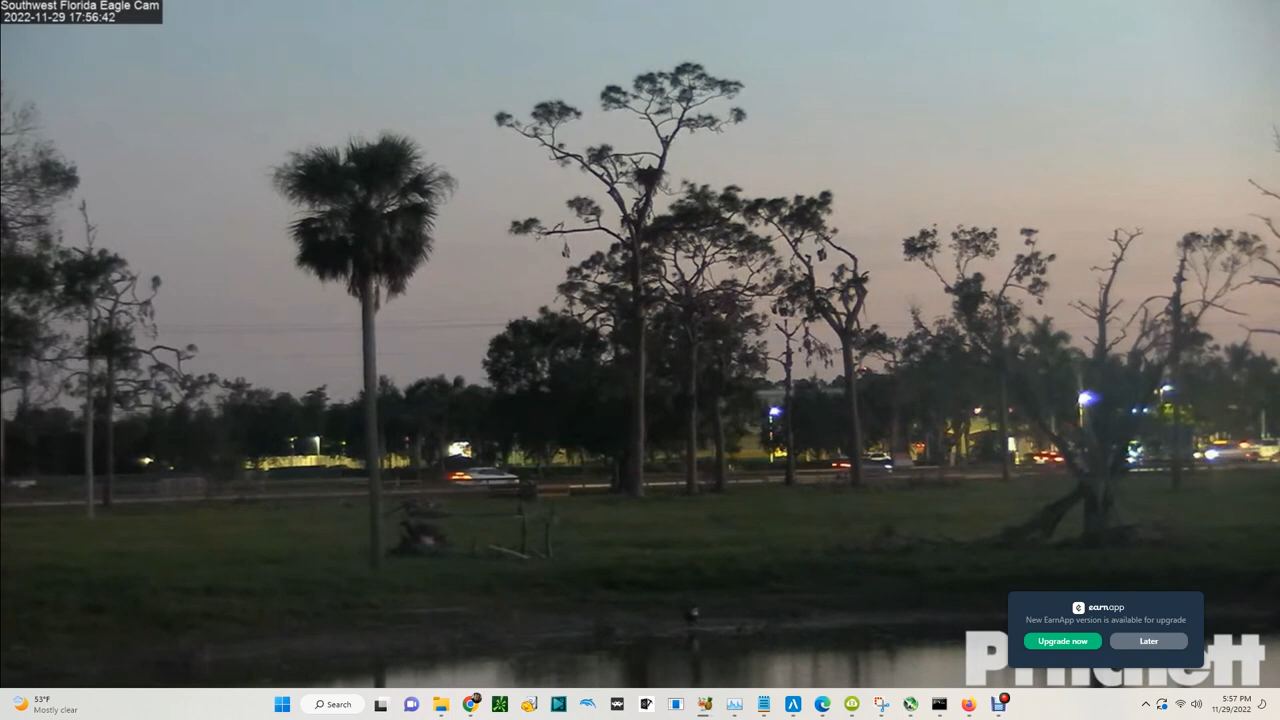 Southwest Florida Eagle Cam
2022-11-29 17:56:42
earnapp
New EarnApp version is available for upgrade
Upgrade now
Later
53°F
Mostly clear
Search
5:57 PM
11/29/2022